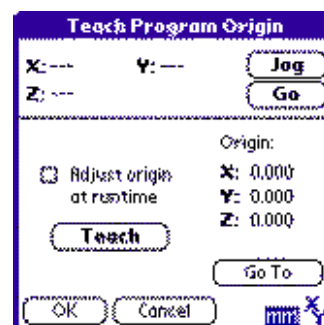 Teach Program Origin
X: --- Y: --- Jog
Z: --- Go
Origin:
Adjust origin X: 0.000
at runtime Y: 0.000
Z: 0.000
Teach
Go To
OK Cancel mm X Y